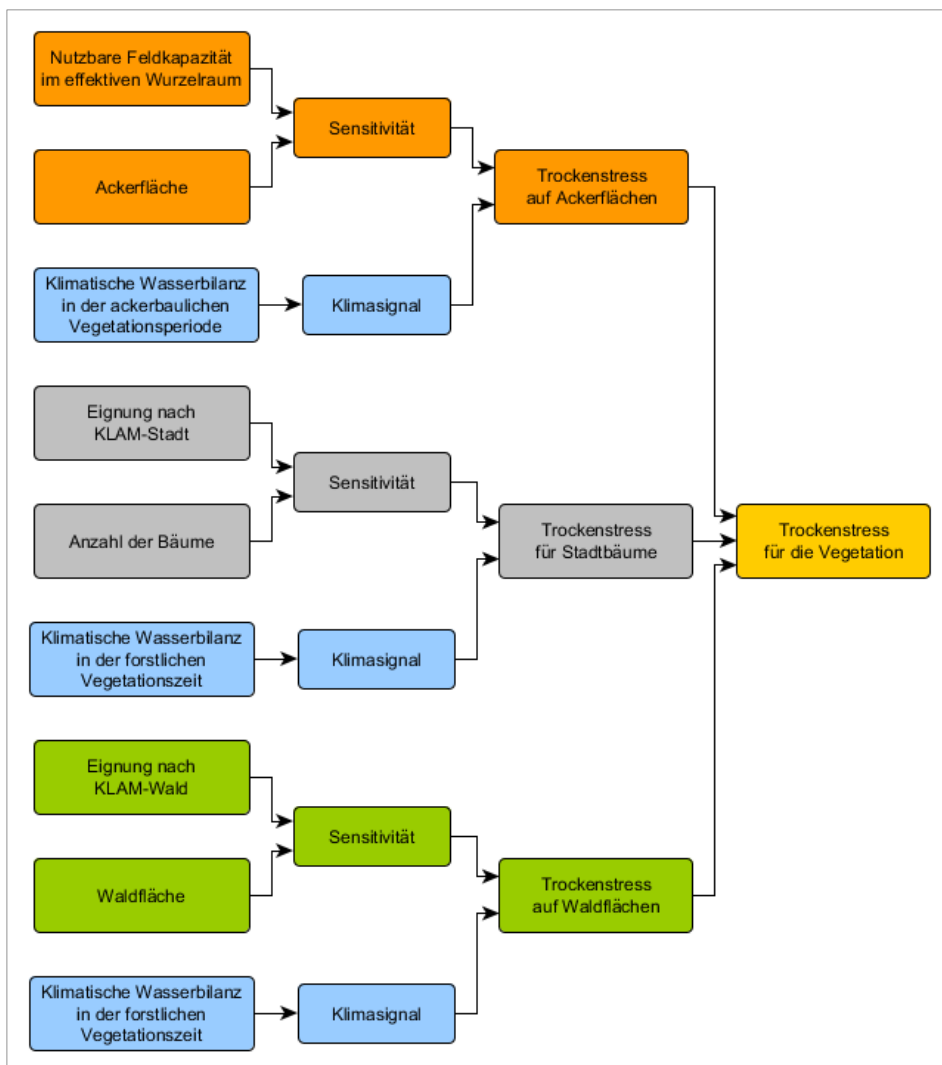 Nutzbare Feldkapazität
im effektiven Wurzelraum
Sensitivität
Ackerfläche
Trockenstress
auf Ackerflächen
Klimatische Wasserbilanz
in der ackerbaulichen
Vegetationsperiode
Klimasignal
Eignung nach
KLAM-Stadt
Sensitivität
Anzahl der Bäume
Trockenstress
für Stadtbäume
Trockenstress
für die Vegetation
Klimatische Wasserbilanz
in der forstlichen
Vegetationszeit
Klimasignal
Eignung nach
KLAM-Wald
Sensitivität
Waldfläche
Trockenstress
auf Waldflächen
Klimatische Wasserbilanz
in der forstlichen
Vegetationszeit
Klimasignal